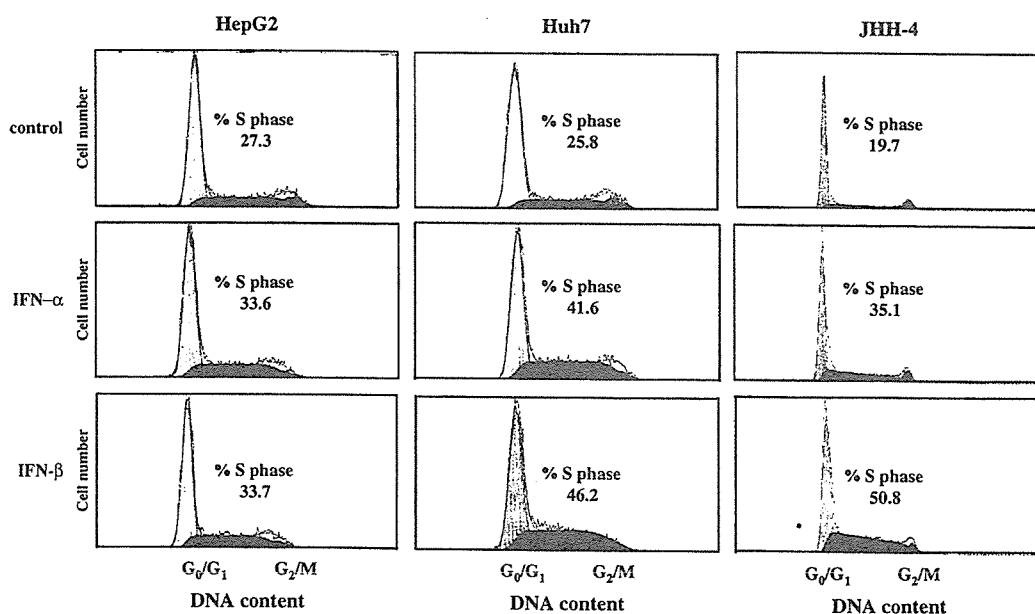 HepG2
Huh7
JHH-4
control
Cell number
% S phase
27.3
% S phase
25.8
% S phase
19.7
IFN–α
Cell number
% S phase
33.6
% S phase
41.6
% S phase
35.1
IFN-β
Cell number
% S phase
33.7
% S phase
46.2
% S phase
50.8
G0/G1 G2/M
G0/G1 G2/M
G0/G1 G2/M
DNA content
DNA content
DNA content